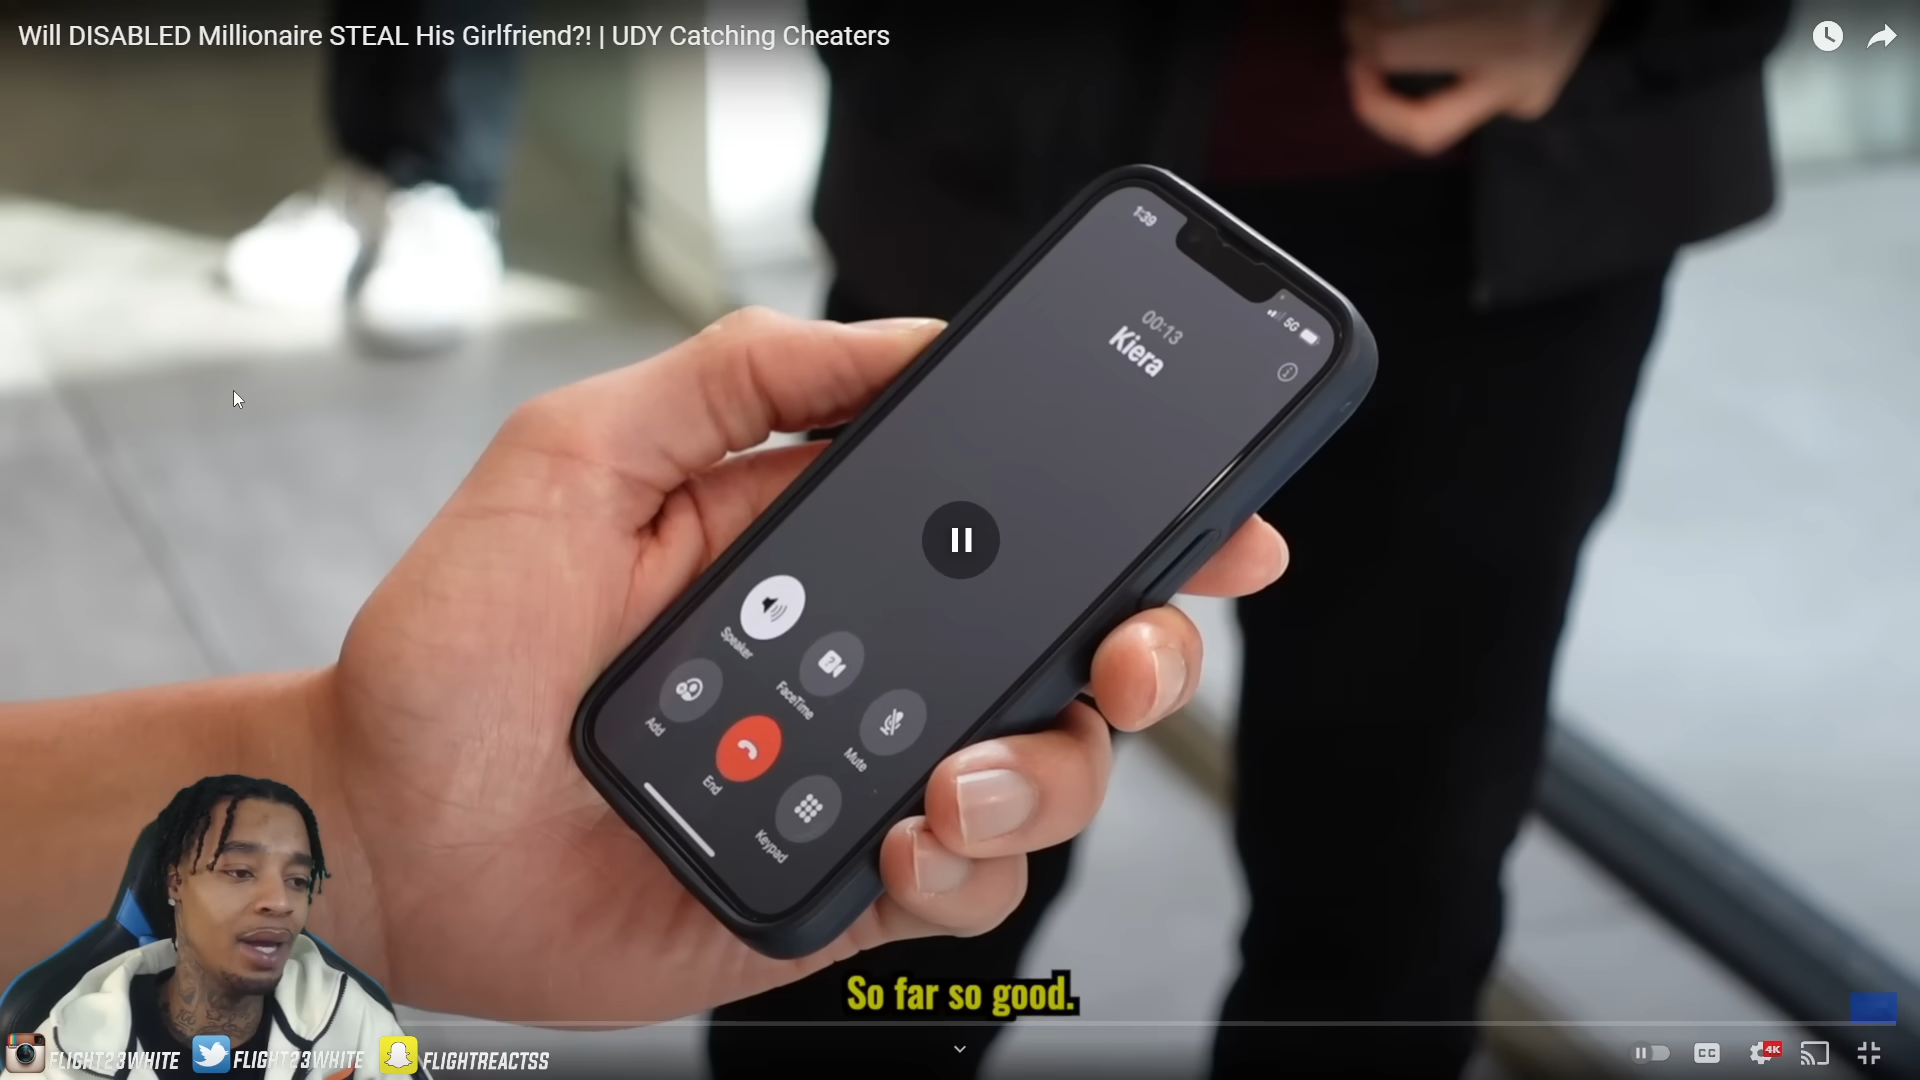 Will DISABLED Millionaire STEAL His Girlfriend?! | UDY Catching Cheaters
1:39
5G
00:13
Kiera
Speaker
FaceTime
Mute
Add
End
Keypad
So far so good.
FLIGHT23WHITE
FLIGHT23WHITE
FLIGHTREACTSS
CC
4K